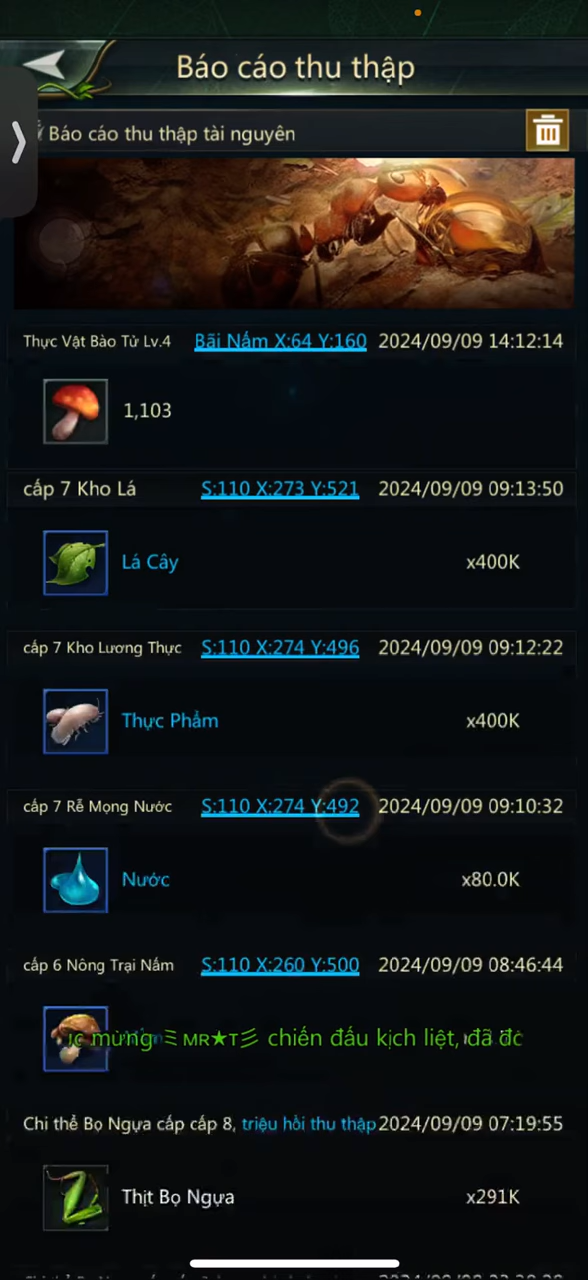 Báo cáo thu thập
Báo cáo thu thập tài nguyên
Thực Vật Bào Tử Lv.4 Bãi Nấm X:64 Y:160 2024/09/09 14:12:14
1,103
cấp 7 Kho Lá S:110 X:273 Y:521 2024/09/09 09:13:50
Lá Cây x400K
cấp 7 Kho Lương Thực S:110 X:274 Y:496 2024/09/09 09:12:22
Thực Phẩm x400K
cấp 7 Rễ Mọng Nước S:110 X:274 Y:492 2024/09/09 09:10:32
Nước x80.0K
cấp 6 Nông Trại Nấm S:110 X:260 Y:500 2024/09/09 08:46:44
mừng ミMR★T彡 chiến đấu kịch liệt, đã
Chi thể Bọ Ngựa cấp cấp 8, triệu hồi thu thập 2024/09/09 07:19:55
Thịt Bọ Ngựa x291K